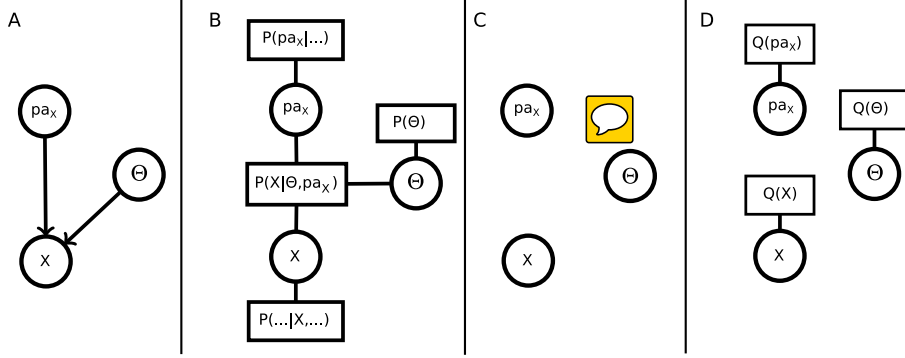 A
pa_X
Θ
X
B
P(pa_X|...)
pa_X
P(Θ)
P(X|Θ,pa_X)
Θ
X
P(...|X,...)
C
pa_X
Θ
X
D
Q(pa_X)
pa_X
Q(Θ)
Θ
Q(X)
X